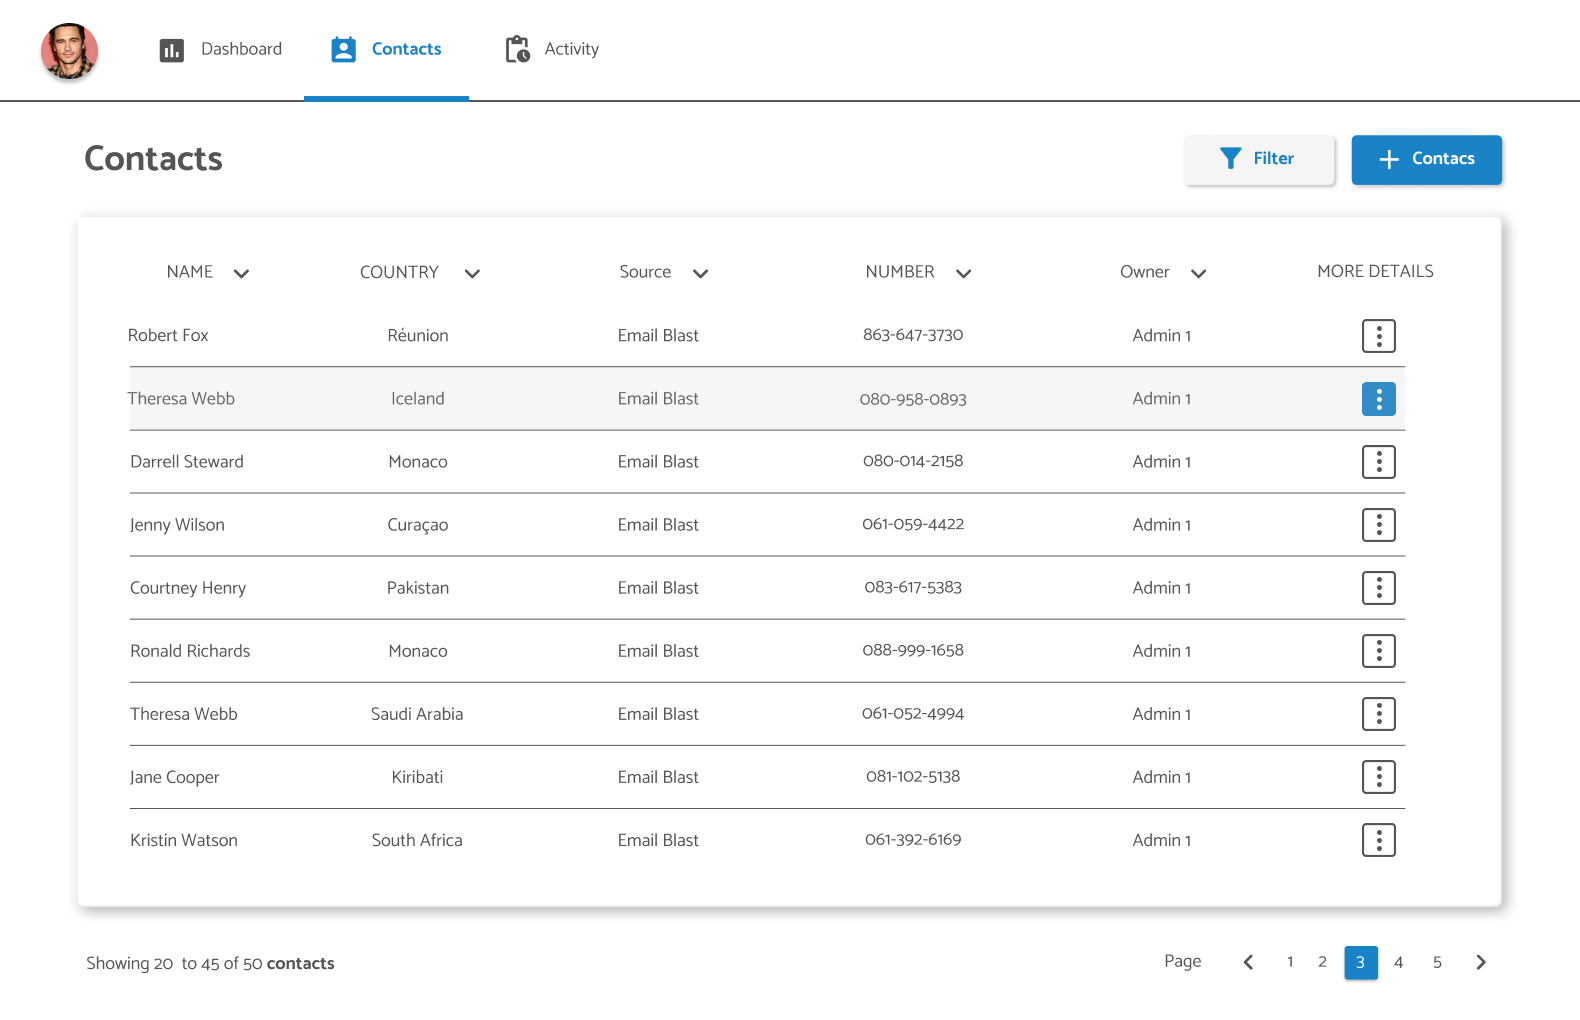 Dashboard Contacts Activity
Contacts
Filter + Contacs
NAME COUNTRY Source NUMBER Owner MORE DETAILS
Robert Fox Réunion Email Blast 863-647-3730 Admin 1
Theresa Webb Iceland Email Blast 080-958-0893 Admin 1
Darrell Steward Monaco Email Blast 080-014-2158 Admin 1
Jenny Wilson Curaçao Email Blast 061-059-4422 Admin 1
Courtney Henry Pakistan Email Blast 083-617-5383 Admin 1
Ronald Richards Monaco Email Blast 088-999-1658 Admin 1
Theresa Webb Saudi Arabia Email Blast 061-052-4994 Admin 1
Jane Cooper Kiribati Email Blast 081-102-5138 Admin 1
Kristin Watson South Africa Email Blast 061-392-6169 Admin 1
Showing 20 to 45 of 50 contacts Page 1 2 3 4 5